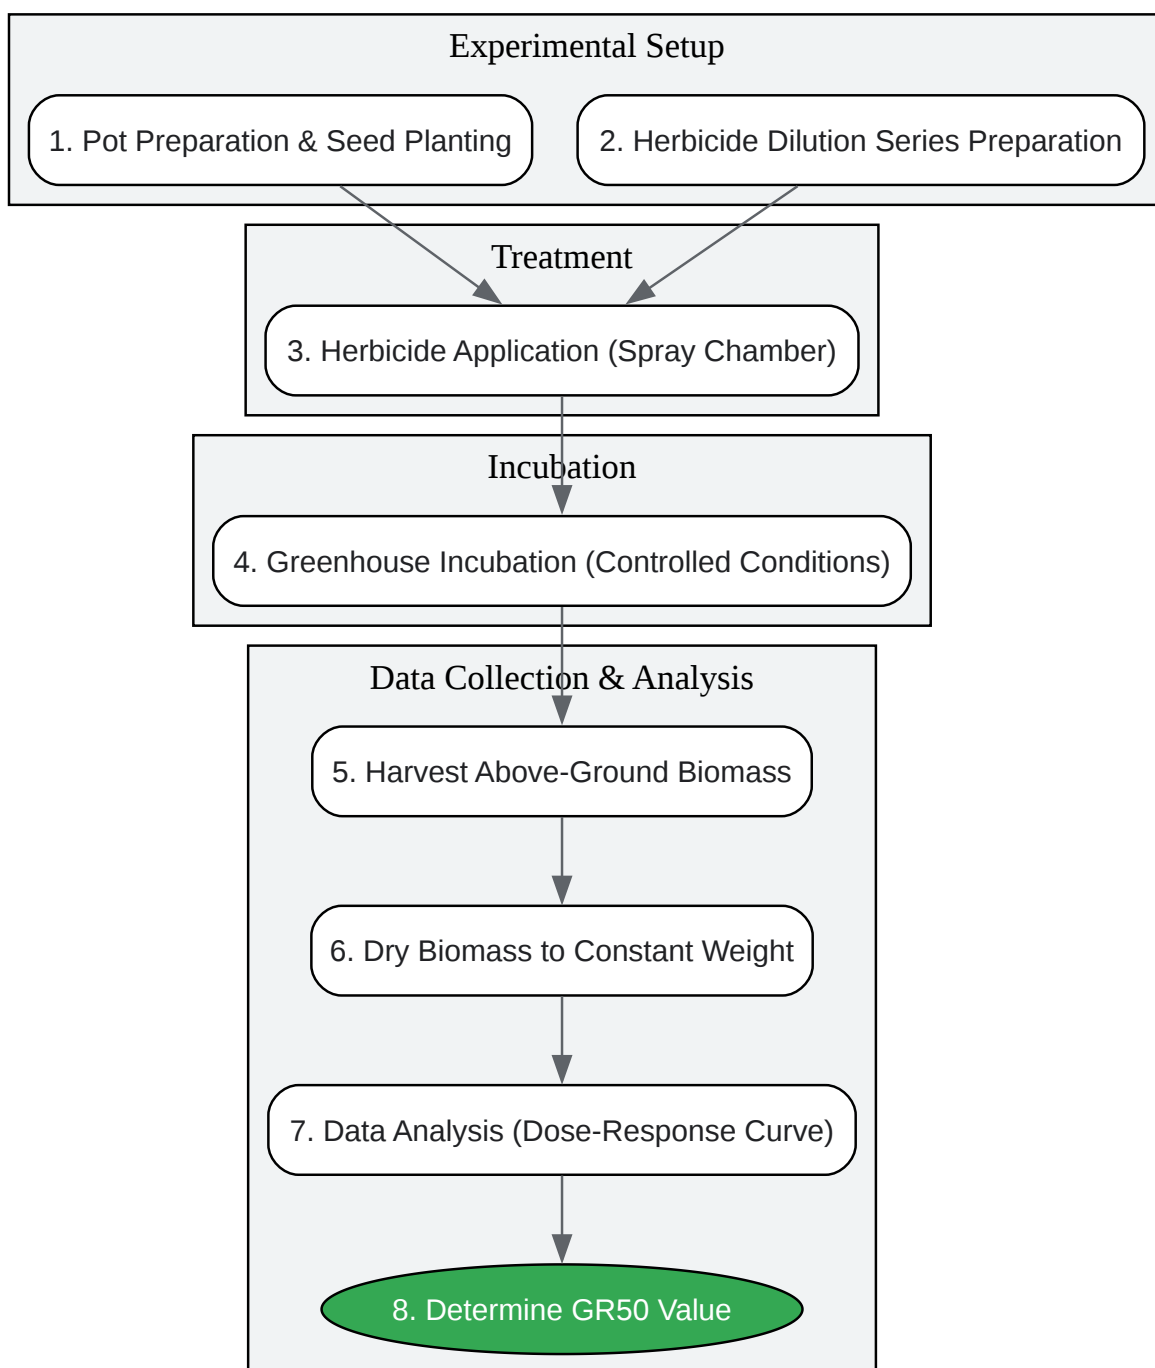 Experimental Setup
1. Pot Preparation & Seed Planting
2. Herbicide Dilution Series Preparation
Treatment
3. Herbicide Application (Spray Chamber)
Incubation
4. Greenhouse Incubation (Controlled Conditions)
Data Collection & Analysis
5. Harvest Above-Ground Biomass
6. Dry Biomass to Constant Weight
7. Data Analysis (Dose-Response Curve)
8. Determine GR50 Value